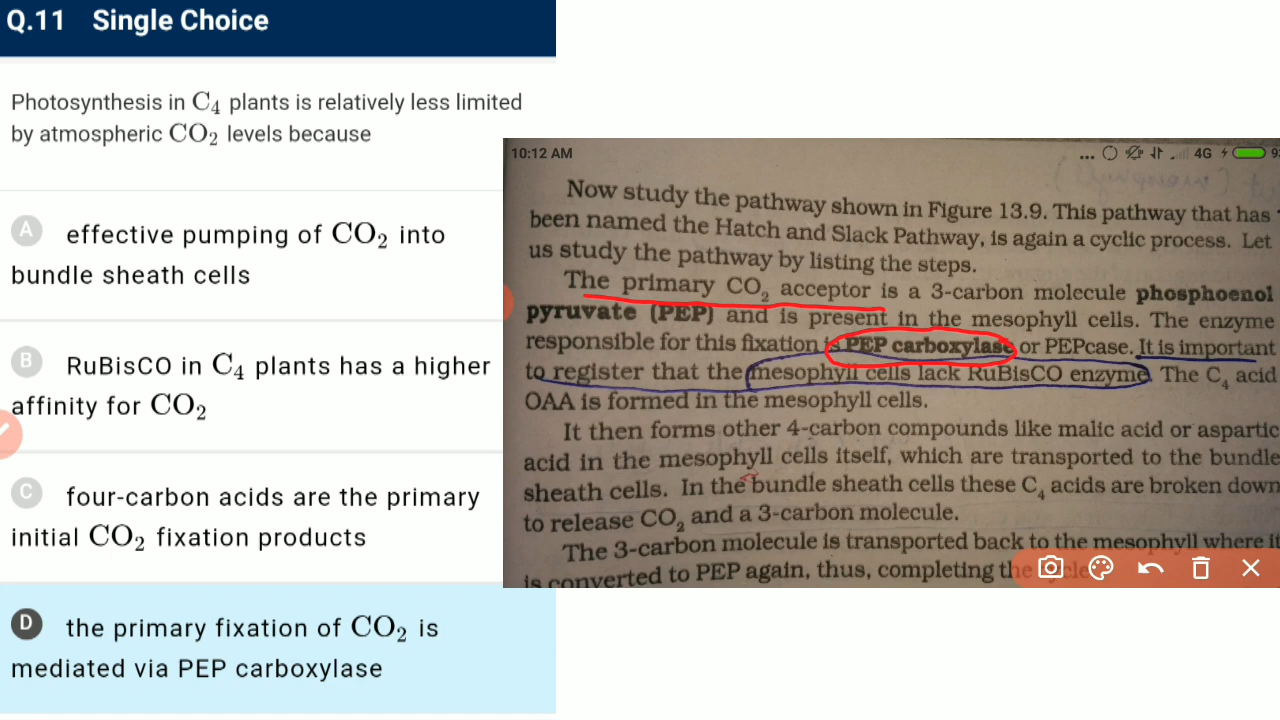 Q.11 Single Choice
Photosynthesis in C₄ plants is relatively less limited
by atmospheric CO₂ levels because
A effective pumping of CO₂ into
bundle sheath cells
B RuBisCO in C₄ plants has a higher
affinity for CO₂
C four-carbon acids are the primary
initial CO₂ fixation products
D the primary fixation of CO₂ is
mediated via PEP carboxylase
10:12 AM
... 4G
Now study the pathway shown in Figure 13.9. This pathway that has
been named the Hatch and Slack Pathway, is again a cyclic process. Let
us study the pathway by listing the steps.
The primary CO₂ acceptor is a 3-carbon molecule phosphoenol
pyruvate (PEP) and is present in the mesophyll cells. The enzyme
responsible for this fixation is PEP carboxylase or PEPcase. It is important
to register that the mesophyll cells lack RuBisCO enzyme. The C₄ acid
OAA is formed in the mesophyll cells.
It then forms other 4-carbon compounds like malic acid or aspartic
acid in the mesophyll cells itself, which are transported to the bundle
sheath cells. In the bundle sheath cells these C₄ acids are broken down
to release CO₂ and a 3-carbon molecule.
The 3-carbon molecule is transported back to the mesophyll where it
is converted to PEP again, thus, completing the cycle